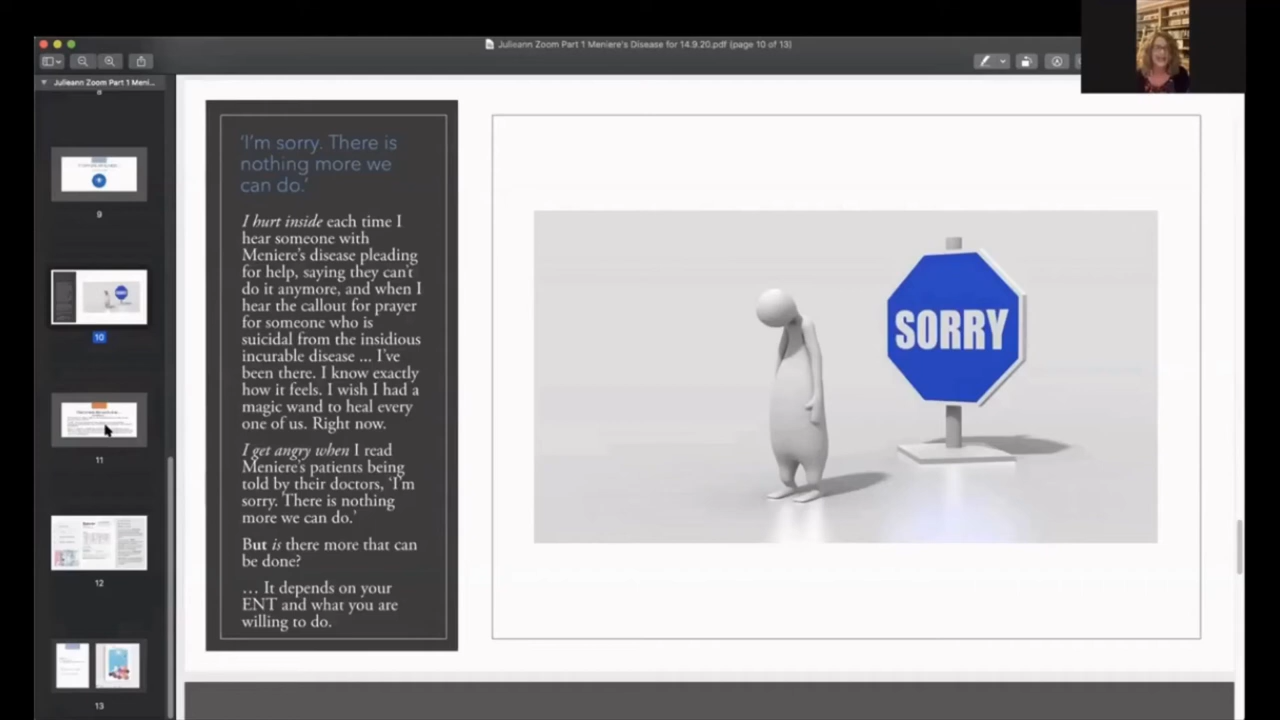 Julieann Zoom Part 1 Meniere's Disease for 14.9.20.pdf (page 10 of 13)
Julieann Zoom Part 1 Meni...
8
9
10
11
12
13
'I'm sorry. There is
nothing more we
can do.'
I hurt inside each time I
hear someone with
Meniere's disease pleading
for help, saying they can't
do it anymore, and when I
hear the callout for prayer
for someone who is
suicidal from the insidious
incurable disease ... I've
been there. I know exactly
how it feels. I wish I had a
magic wand to heal every
one of us. Right now.
I get angry when I read
Meniere's patients being
told by their doctors, 'I'm
sorry. There is nothing
more we can do.'
But is there more that can
be done?
... It depends on your
ENT and what you are
willing to do.
SORRY